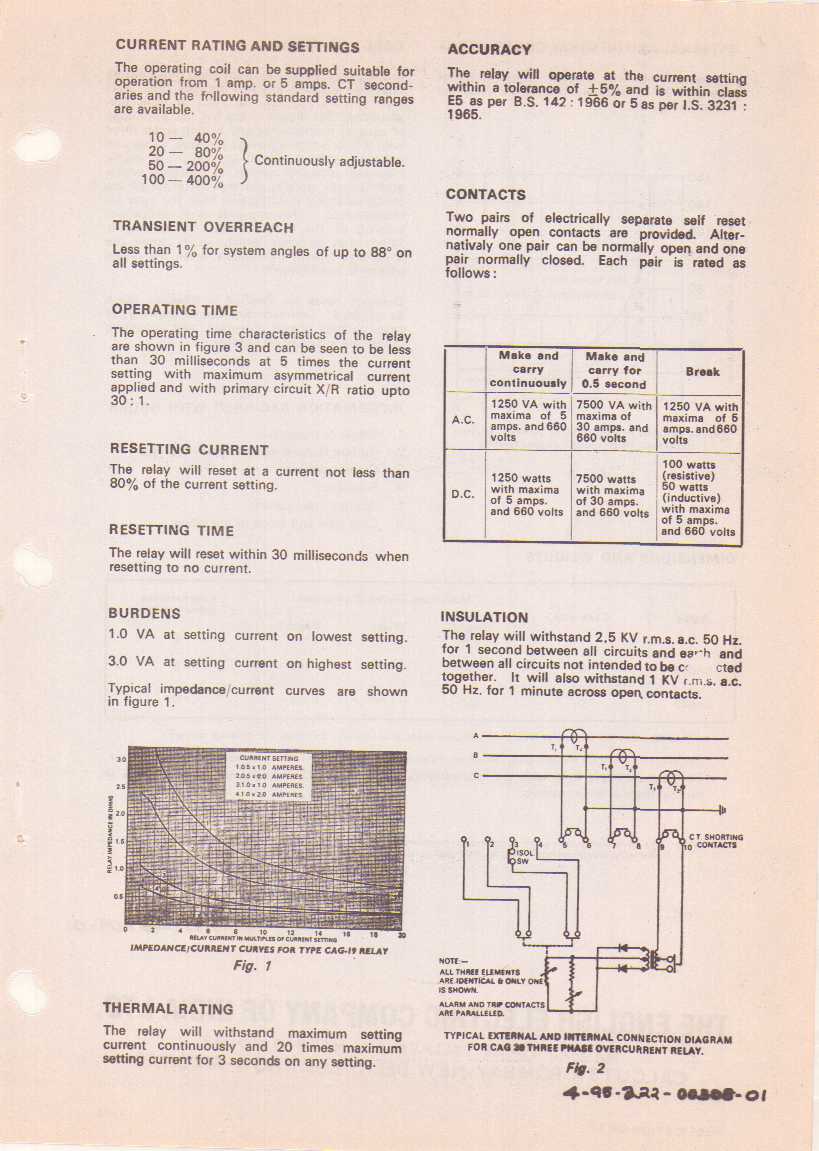 CURRENT RATING AND SETTINGS
The operating coil can be supplied suitable for
operation from 1 amp. or 5 amps. CT second-
aries and the following standard setting ranges
are available.
10 — 40%
20 — 80%
50 — 200%
100 — 400%
Continuously adjustable.
TRANSIENT OVERREACH
Less than 1% for system angles of up to 88° on
all settings.
OPERATING TIME
The operating time characteristics of the relay
are shown in figure 3 and can be seen to be less
than 30 milliseconds at 5 times the current
setting with maximum asymmetrical current
applied and with primary circuit X/R ratio upto
30 : 1.
RESETTING CURRENT
The relay will reset at a current not less than
80% of the current setting.
RESETTING TIME
The relay will reset within 30 milliseconds when
resetting to no current.
BURDENS
1.0 VA at setting current on lowest setting.
3.0 VA at setting current on highest setting.
Typical impedance/current curves are shown
in figure 1.
CURRENT SETTING
1 0.5 x 1.0 AMPERES.
2 0.5 x 2.0 AMPERES
3 1.0 x 1.0 AMPERES.
4 1.0 x 2.0 AMPERES
3.0
2.5
2.0
1.5
1.0
0.5
RELAY IMPEDANCE IN OHMS
0 2 4 6 8 10 12 14 16 18 20
RELAY CURRENT IN MULTIPLES OF CURRENT SETTING
IMPEDANCE/CURRENT CURVES FOR TYPE CAG-19 RELAY
Fig. 1
THERMAL RATING
The relay will withstand maximum setting
current continuously and 20 times maximum
setting current for 3 seconds on any setting.
ACCURACY
The relay will operate at the current setting
within a tolerance of ±5% and is within class
E5 as per B.S. 142 : 1966 or 5 as per I.S. 3231 :
1965.
CONTACTS
Two pairs of electrically separate self reset
normally open contacts are provided. Alter-
nativaly one pair can be normally open and one
pair normally closed. Each pair is rated as
follows :
Make and carry continuously
Make and carry for 0.5 second
Break
A.C.
1250 VA with maxima of 5 amps. and 660 volts
7500 VA with maxima of 30 amps. and 660 volts
1250 VA with maxima of 5 amps. and 660 volts
D.C.
1250 watts with maxima of 5 amps. and 660 volts
7500 watts with maxima of 30 amps. and 660 volts
100 watts (resistive) 50 watts (inductive) with maxima of 5 amps. and 660 volts
INSULATION
The relay will withstand 2.5 KV r.m.s. a.c. 50 Hz.
for 1 second between all circuits and earth and
between all circuits not intended to be c cted
together. It will also withstand 1 KV r.m.s. a.c.
50 Hz. for 1 minute across open contacts.
A
T1 T2
B
T1 T2
C
T1 T2
1 2 3 4 5 6 7 8 9 10
C T SHORTING
CONTACTS
ISOL
SW
NOTE:—
ALL THREE ELEMENTS
ARE IDENTICAL & ONLY ONE
IS SHOWN.
ALARM AND TRIP CONTACTS
ARE PARALLELED.
TYPICAL EXTERNAL AND INTERNAL CONNECTION DIAGRAM
FOR CAG 39 THREE PHASE OVERCURRENT RELAY.
Fig. 2
4-95-222-00305-01